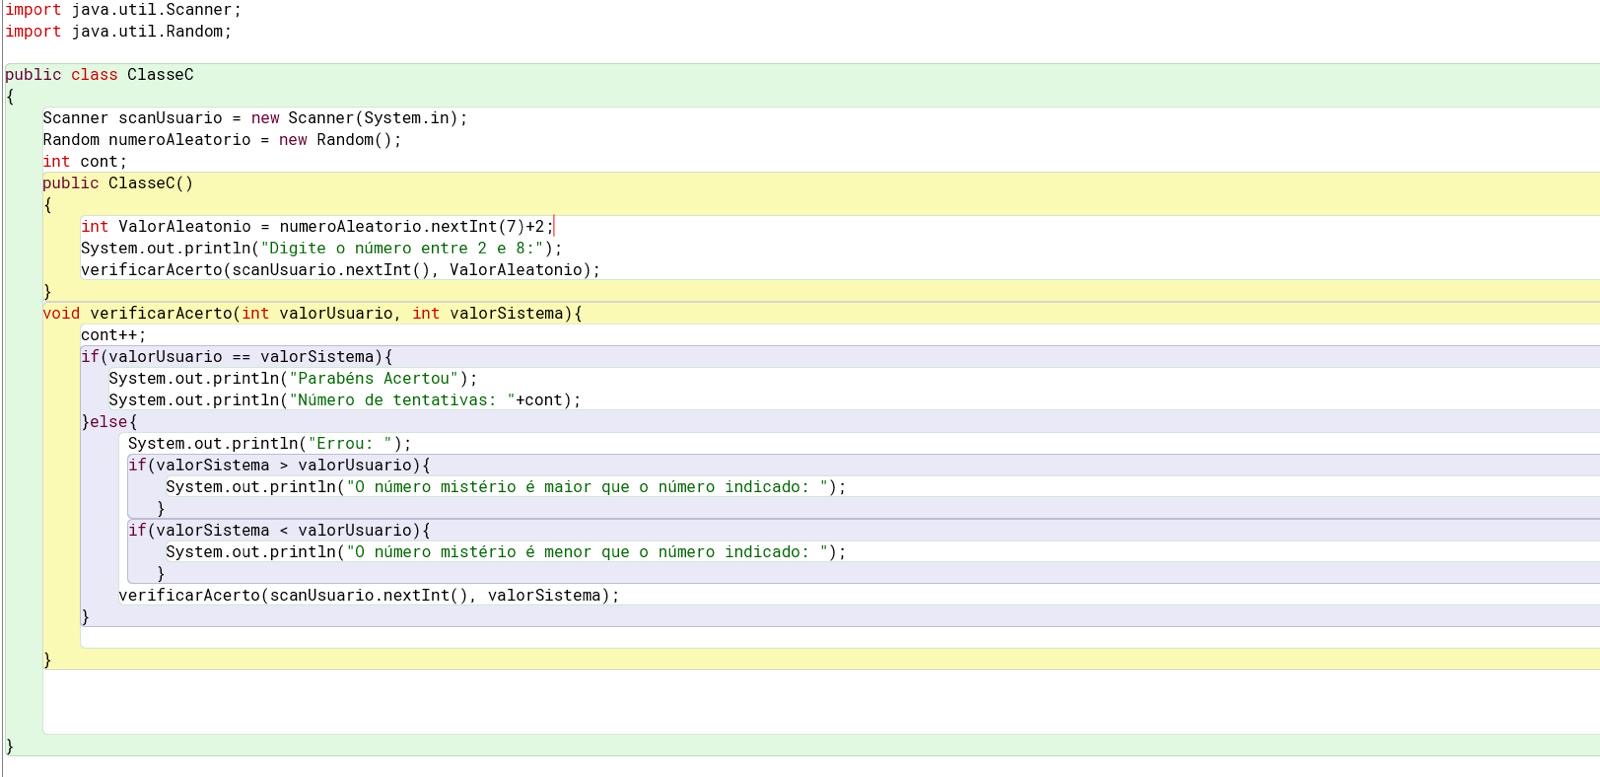 import java.util.Scanner;
import java.util.Random;
public class ClasseC
{
Scanner scanUsuario = new Scanner(System.in);
Random numeroAleatorio = new Random();
int cont;
public ClasseC()
{
int ValorAleatonio = numeroAleatorio.nextInt(7)+2;
System.out.println("Digite o número entre 2 e 8:");
verificarAcerto(scanUsuario.nextInt(), ValorAleatonio);
}
void verificarAcerto(int valorUsuario, int valorSistema){
cont++;
if(valorUsuario == valorSistema){
System.out.println("Parabéns Acertou");
System.out.println("Número de tentativas: "+cont);
}else{
System.out.println("Errou: ");
if(valorSistema > valorUsuario){
System.out.println("O número mistério é maior que o número indicado: ");
}
if(valorSistema < valorUsuario){
System.out.println("O número mistério é menor que o número indicado: ");
}
verificarAcerto(scanUsuario.nextInt(), valorSistema);
}
}
}